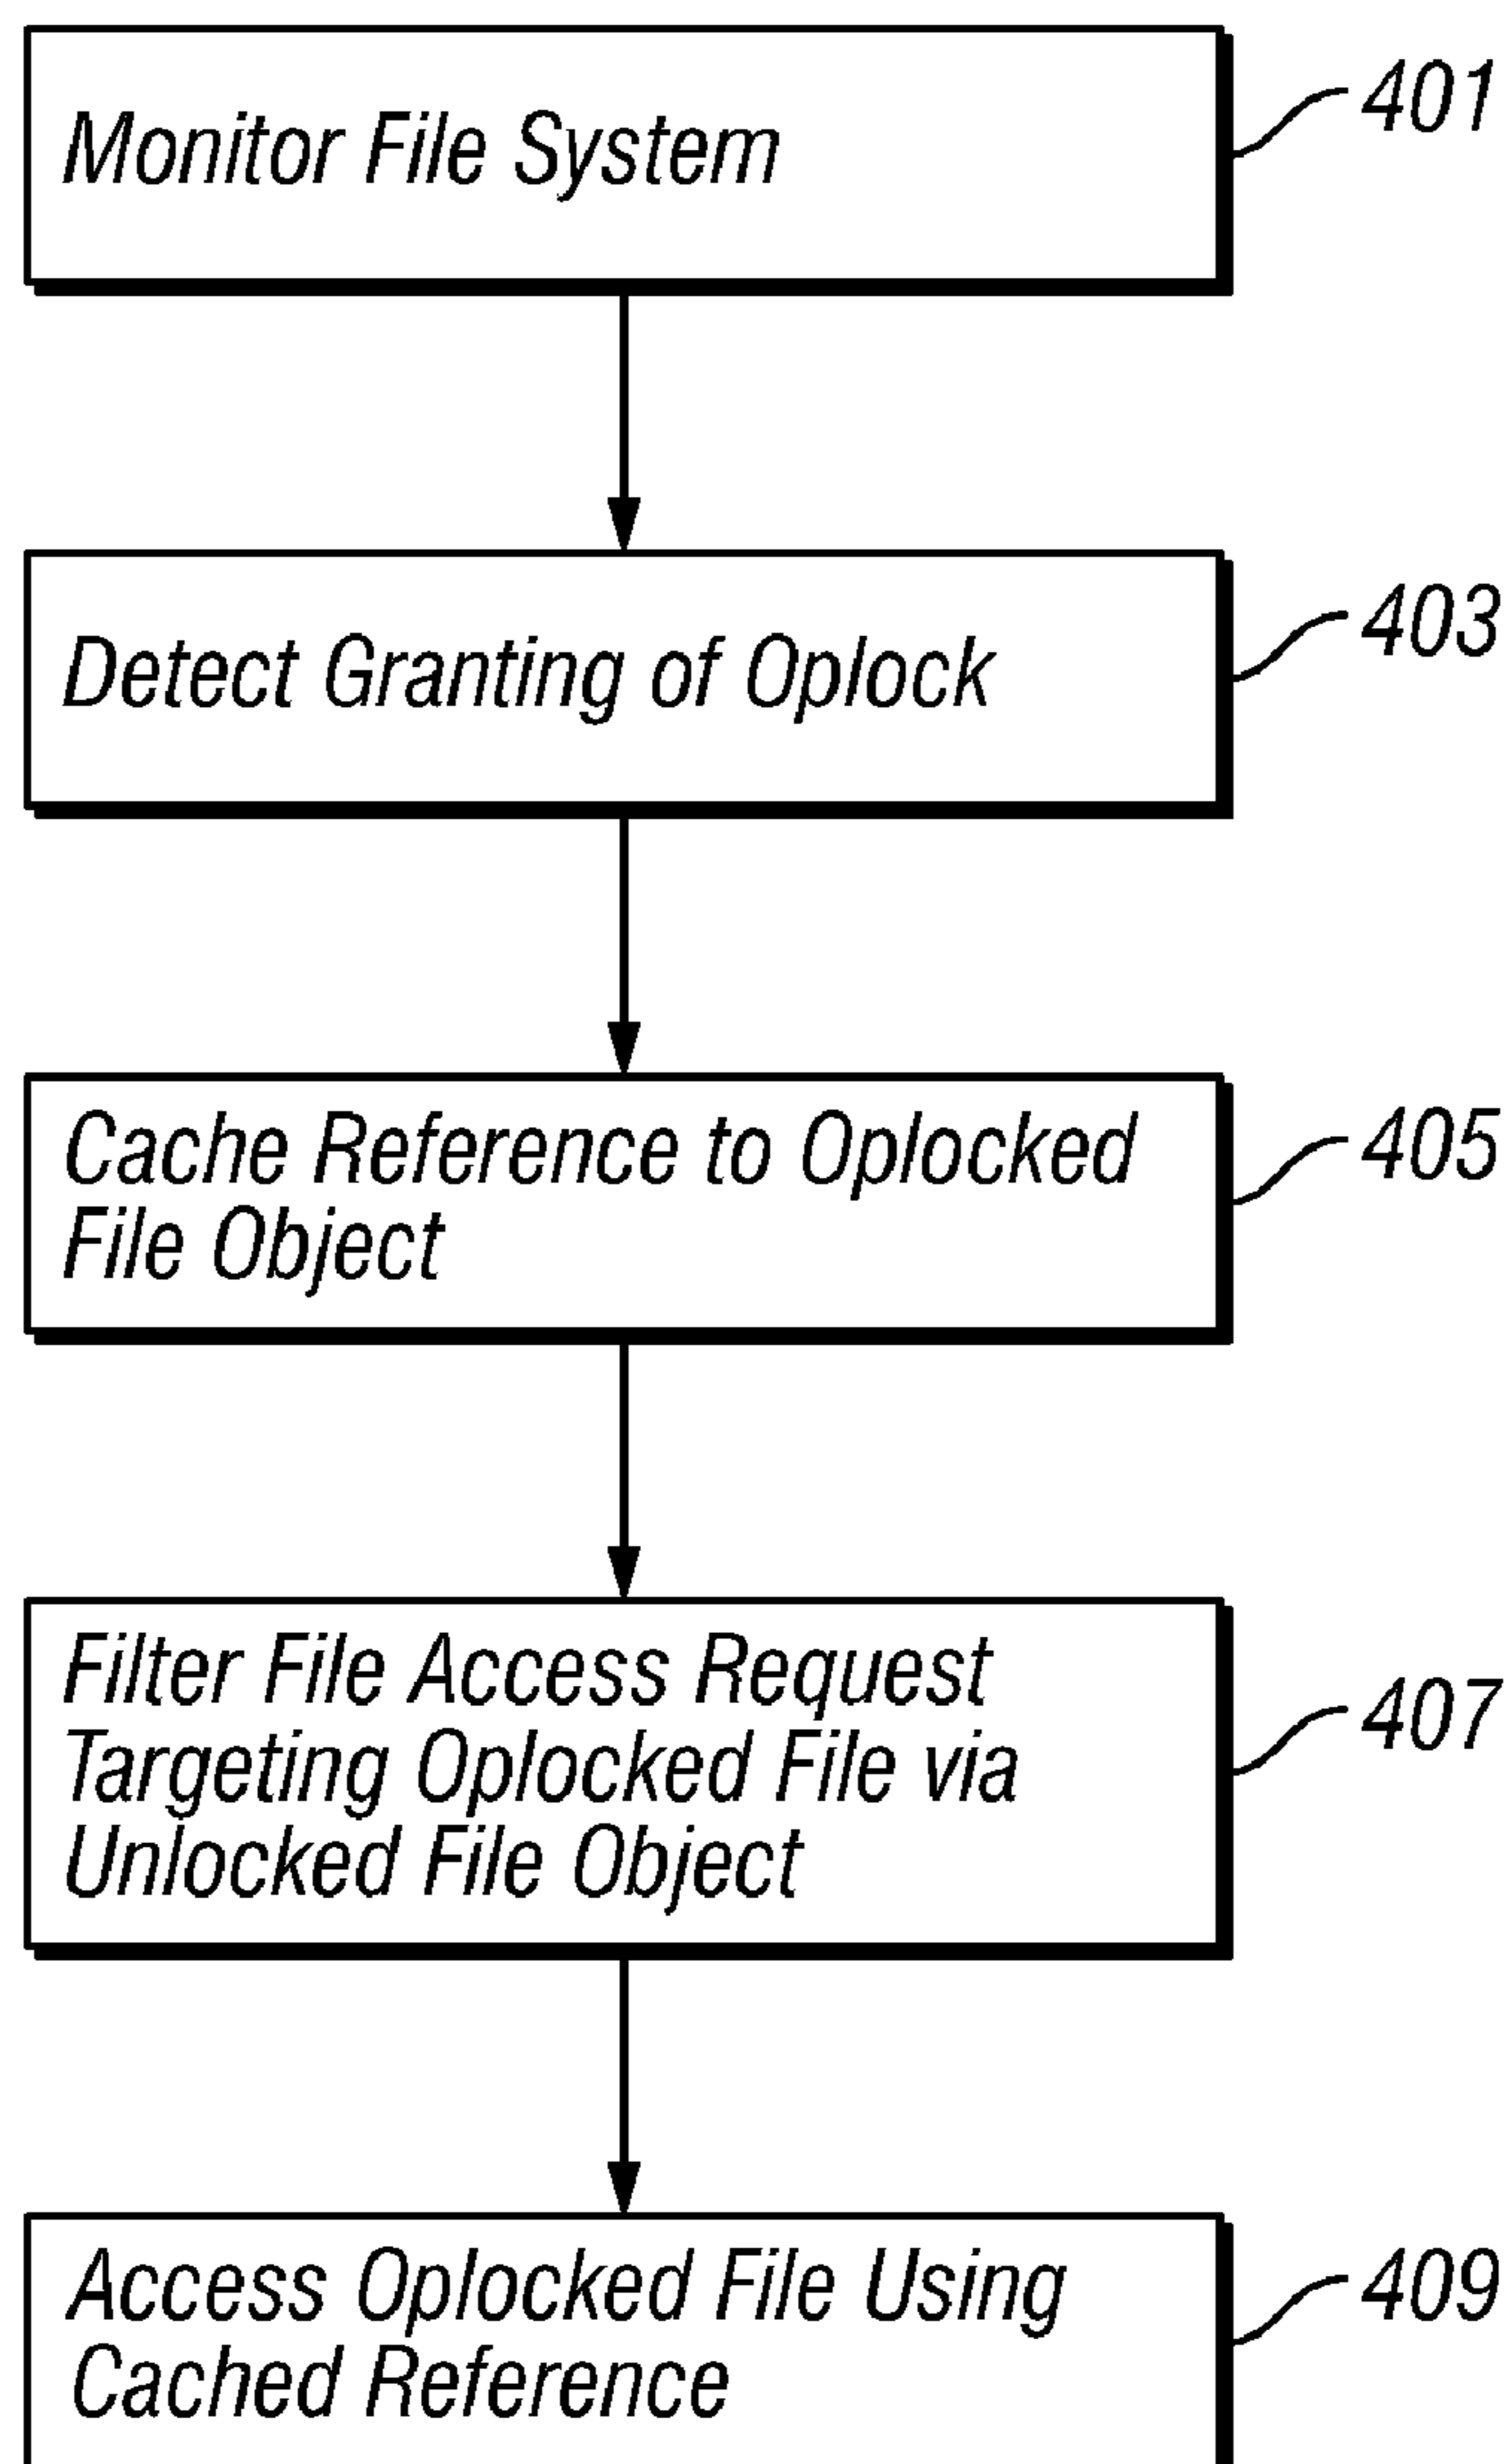 Monitor File System
401
Detect Granting of Oplock
403
Cache Reference to Oplocked
File Object
405
Filter File Access Request
Targeting Oplocked File via
Unlocked File Object
407
Access Oplocked File Using
Cached Reference
409